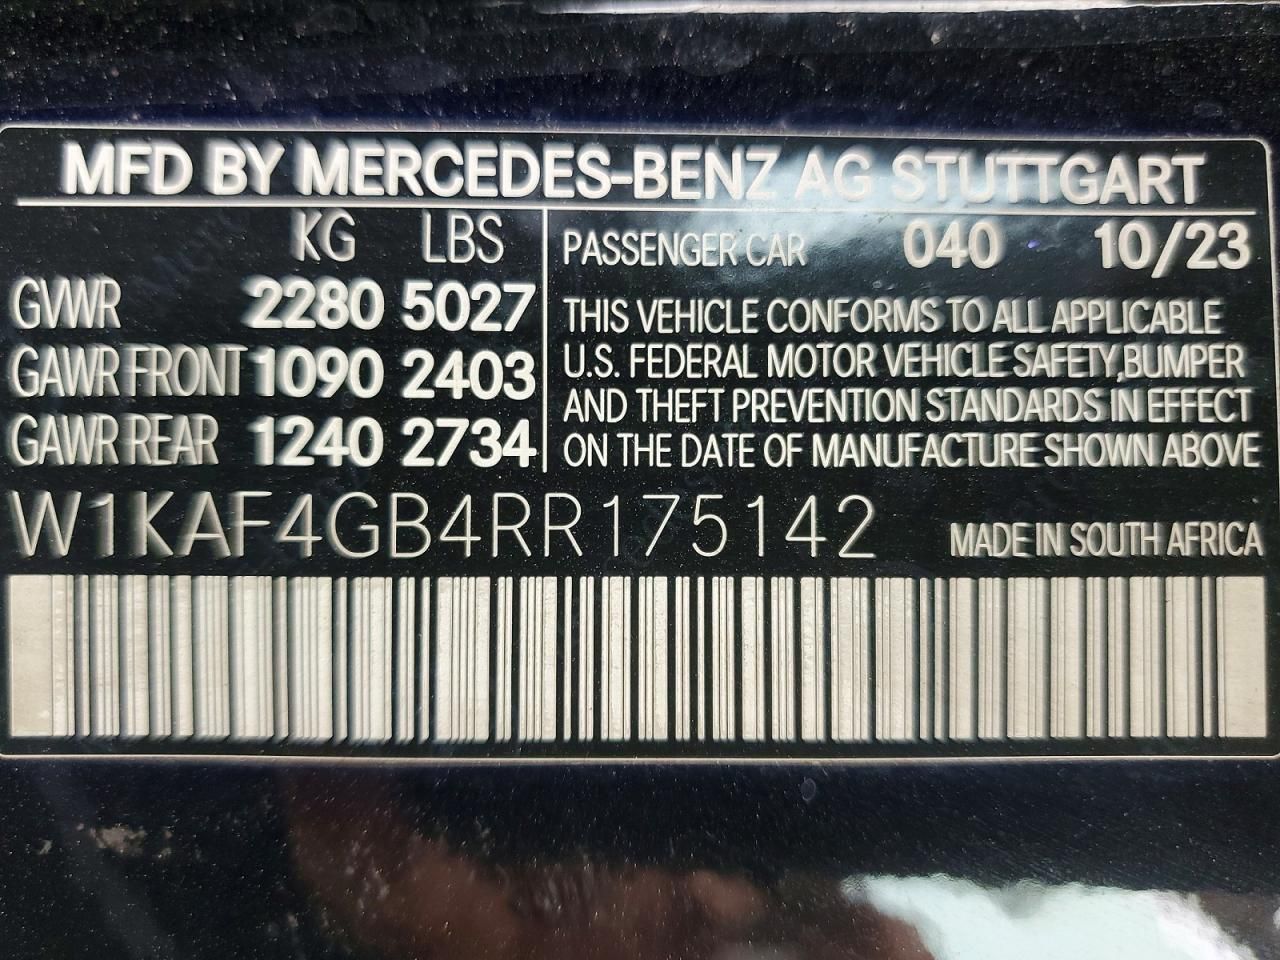 MFD BY MERCEDES-BENZ AG STUTTGART
KG LBS
GVWR 2280 5027
GAWR FRONT 1090 2403
GAWR REAR 1240 2734
PASSENGER CAR 040 10/23
THIS VEHICLE CONFORMS TO ALL APPLICABLE
U.S. FEDERAL MOTOR VEHICLE SAFETY, BUMPER
AND THEFT PREVENTION STANDARDS IN EFFECT
ON THE DATE OF MANUFACTURE SHOWN ABOVE
W1KAF4GB4RR175142
MADE IN SOUTH AFRICA